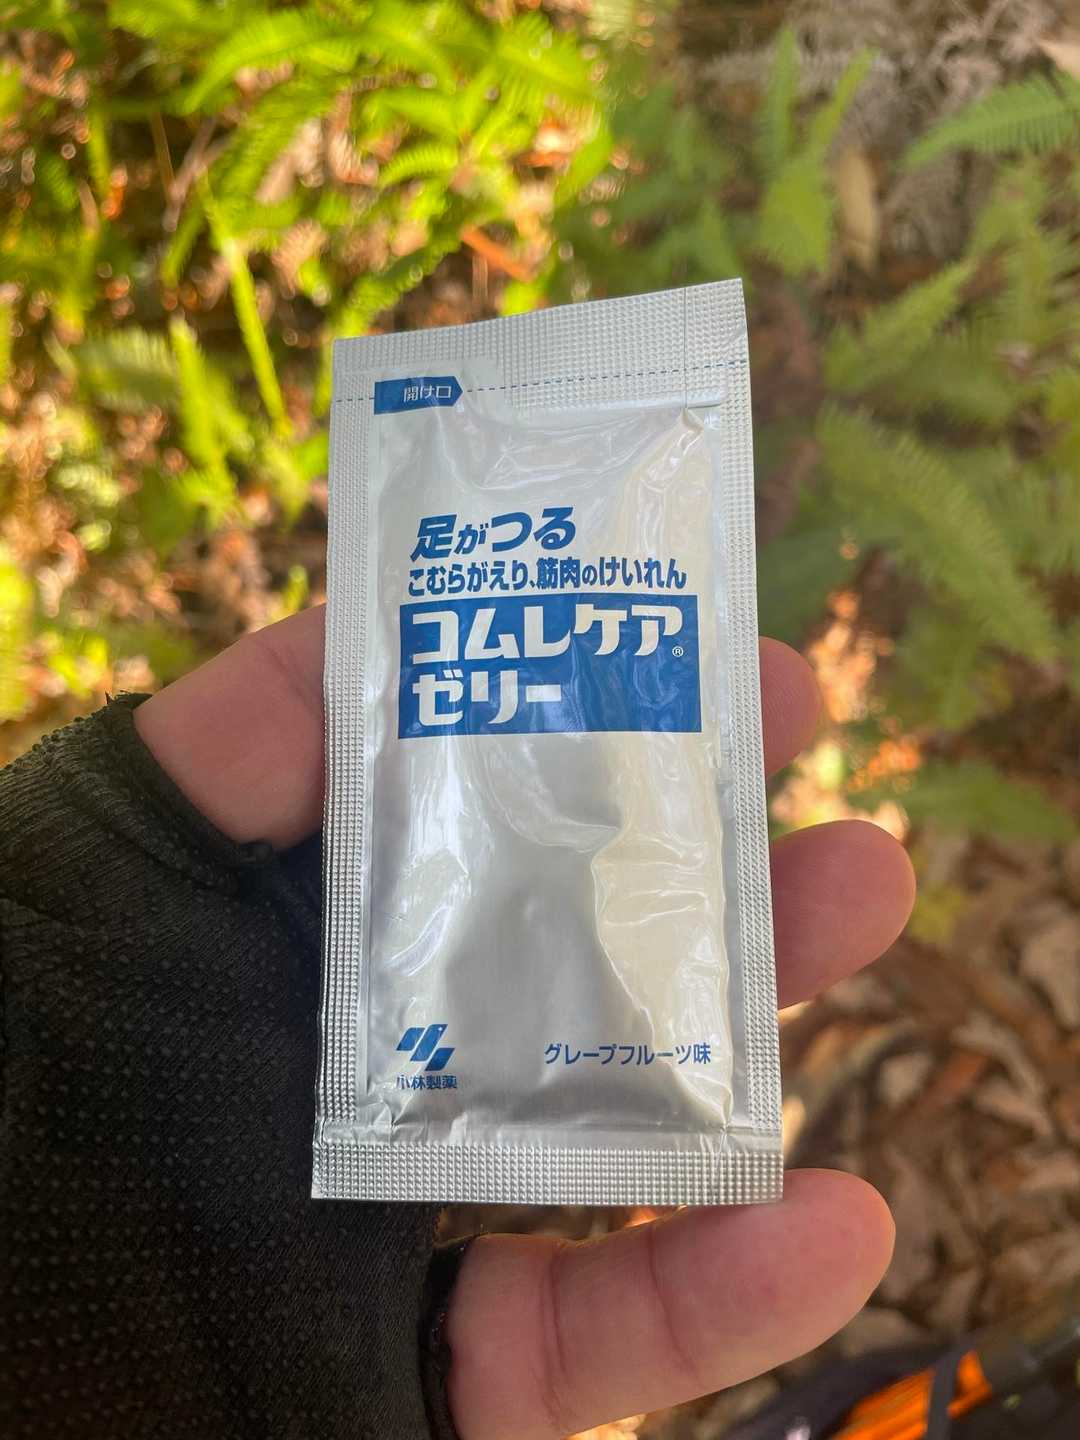 開け口
足がつる
こむらがえり、筋肉のけいれん
コムレケア®
ゼリー
小林製薬
グレープフルーツ味